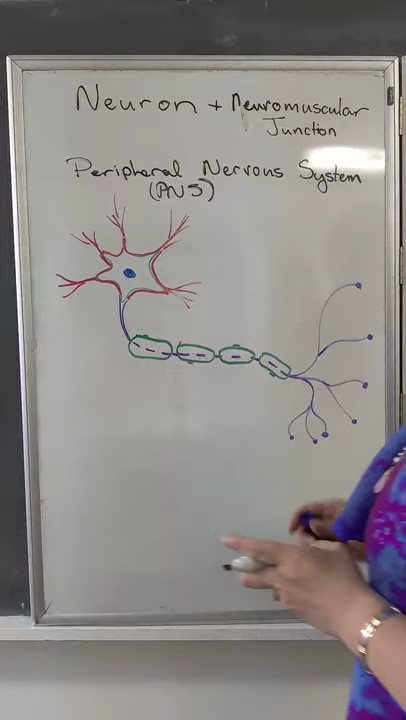 Neuron + Neuromuscular
Junction
Peripheral Nervous System
(PNS)